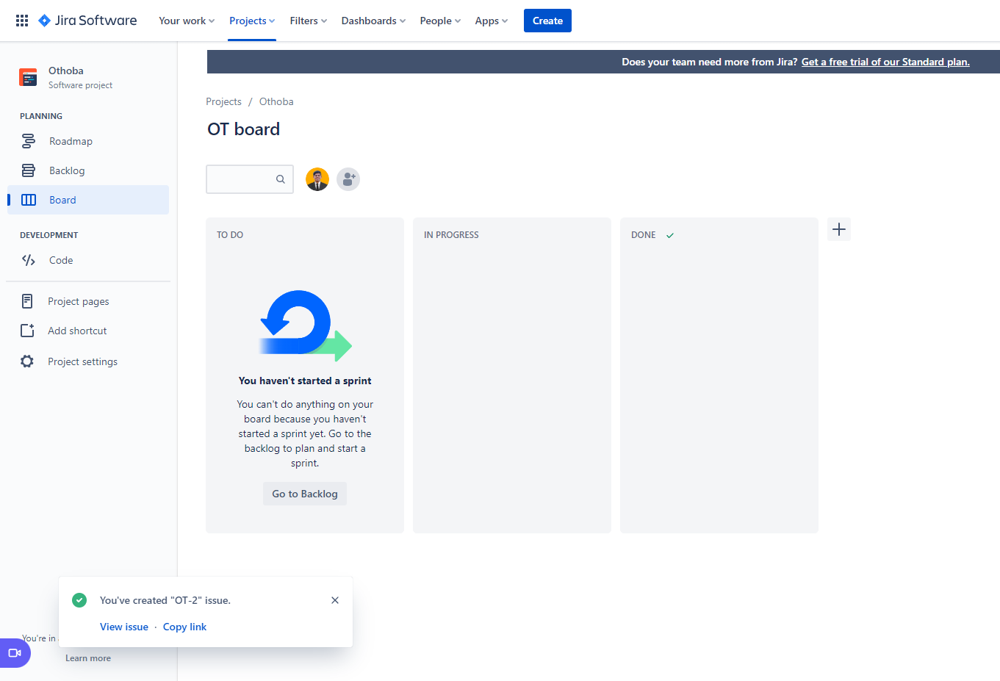 Jira Software
Your work
Projects
Filters
Dashboards
People
Apps
Create
Othoba
Software project
PLANNING
Roadmap
Backlog
Board
DEVELOPMENT
Code
Project pages
Add shortcut
Project settings
Does your team need more from Jira? Get a free trial of our Standard plan.
Projects / Othoba
OT board
TO DO
You haven't started a sprint
You can't do anything on your
board because you haven't
started a sprint yet. Go to the
backlog to plan and start a
sprint.
Go to Backlog
IN PROGRESS
DONE
You've created "OT-2" issue.
View issue · Copy link
You're in
Learn more